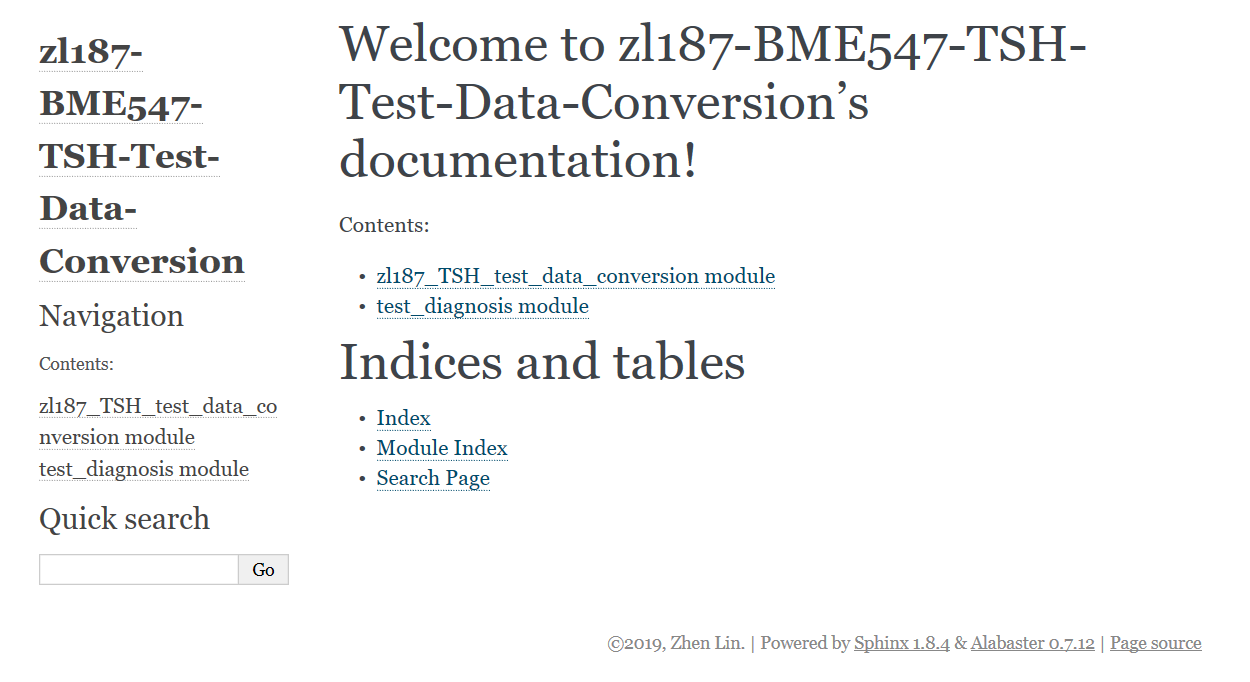 zl187-
BME547-
TSH-Test-
Data-
Conversion
Navigation
Contents:
zl187_TSH_test_data_co
nversion module
test_diagnosis module
Quick search
Go
Welcome to zl187-BME547-TSH-
Test-Data-Conversion’s
documentation!
Contents:
• zl187_TSH_test_data_conversion module
• test_diagnosis module
Indices and tables
• Index
• Module Index
• Search Page
©2019, Zhen Lin. | Powered by Sphinx 1.8.4 & Alabaster 0.7.12 | Page source